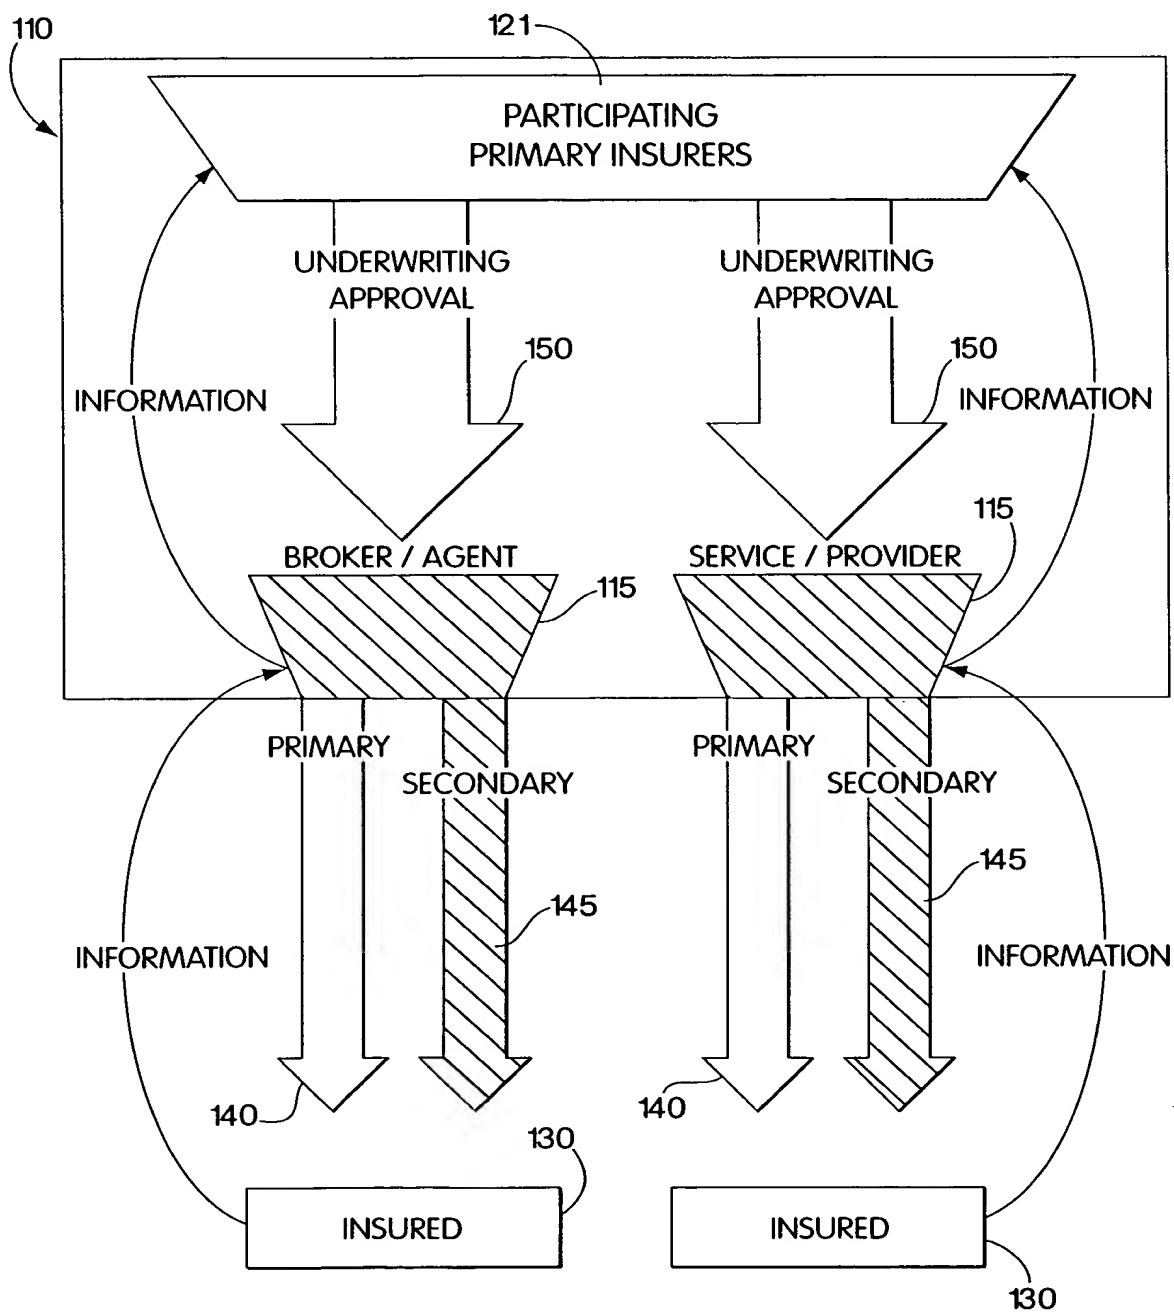 110
121
PARTICIPATING
PRIMARY INSURERS
UNDERWRITING
APPROVAL
UNDERWRITING
APPROVAL
150
150
INFORMATION
INFORMATION
115
BROKER / AGENT
SERVICE / PROVIDER
115
PRIMARY
PRIMARY
SECONDARY
SECONDARY
145
145
INFORMATION
INFORMATION
140
140
130
INSURED
INSURED
130